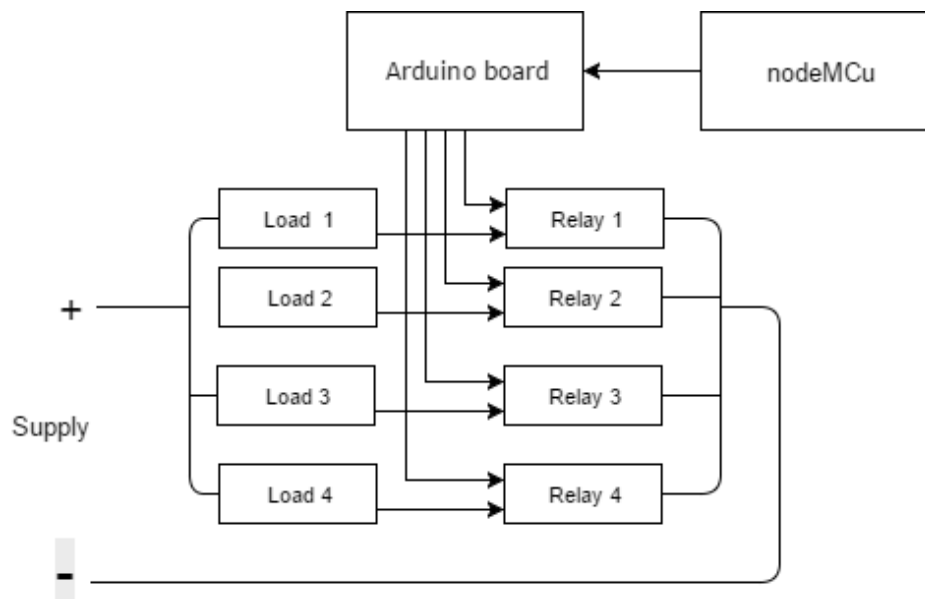 Arduino board
nodeMCu
Load 1
Relay 1
Load 2
Relay 2
+
Load 3
Relay 3
Supply
Load 4
Relay 4
-